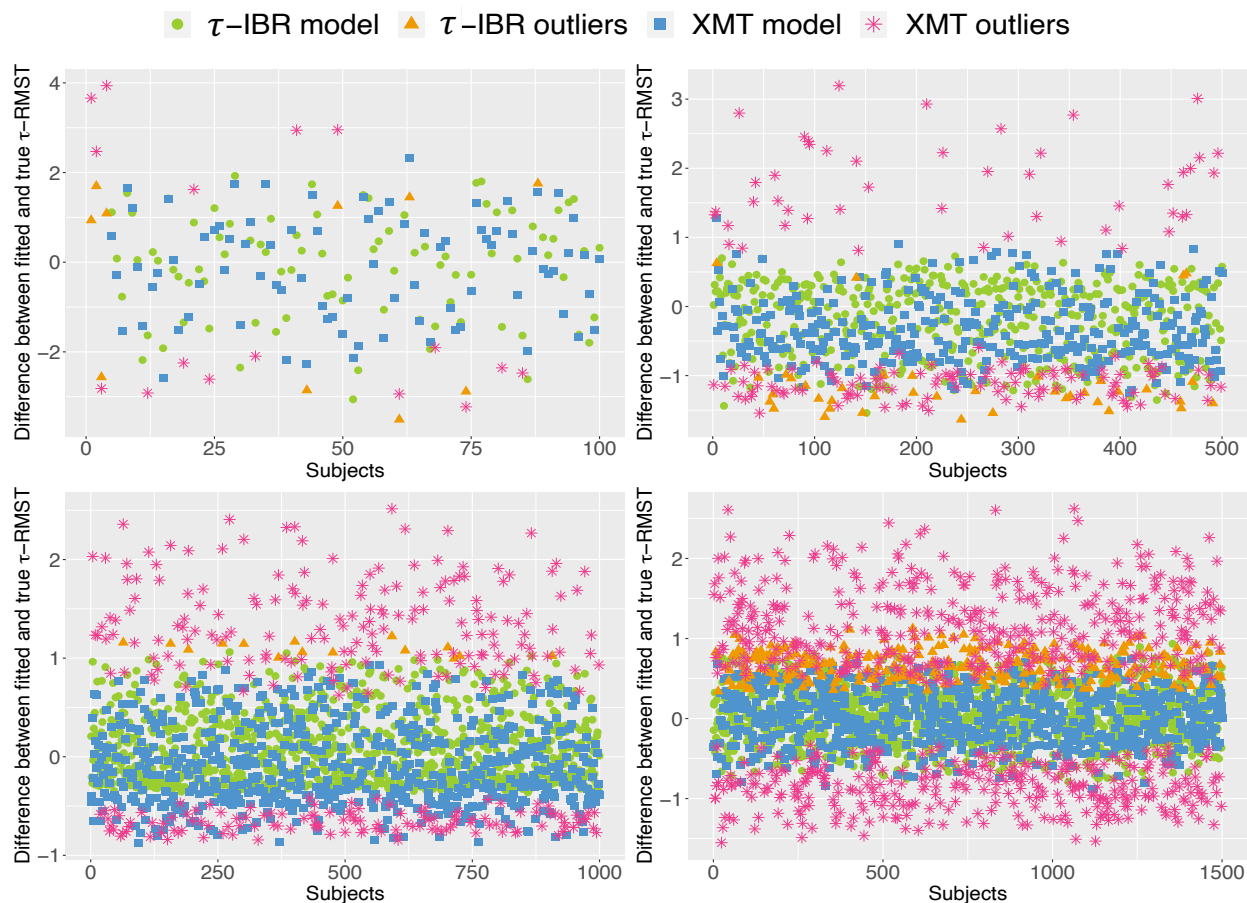 τ−IBR model τ−IBR outliers XMT model XMT outliers
Difference between fitted and true τ−RMST
4
2
0
−2
0 25 50 75 100
Subjects
Difference between fitted and true τ−RMST
3
2
1
0
−1
0 100 200 300 400 500
Subjects
Difference between fitted and true τ−RMST
2
1
0
−1
0 250 500 750 1000
Subjects
Difference between fitted and true τ−RMST
2
1
0
−1
0 500 1000 1500
Subjects